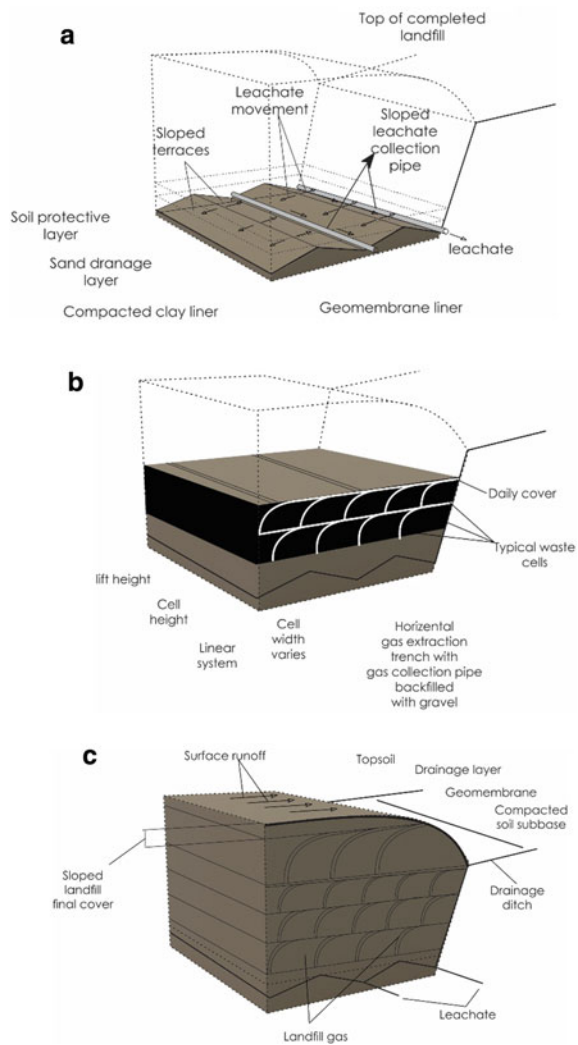 a
Top of completed
landfill
Leachate
movement
Sloped
leachate
collection
pipe
Sloped
terraces
Soil protective
layer
leachate
Sand dranage
layer
Compacted clay liner
Geomembrane liner
b
Daily cover
Typical waste
cells
lift height
Cell
height
Linear
system
Cell
width
varies
Horizental
gas extraction
trench with
gas collection pipe
backfilled
with gravel
c
Surface runoff
Topsoil
Drainage layer
Geomembrane
Compacted
soil subbase
Sloped
landfill
final cover
Drainage
ditch
Leachate
Landfill gas